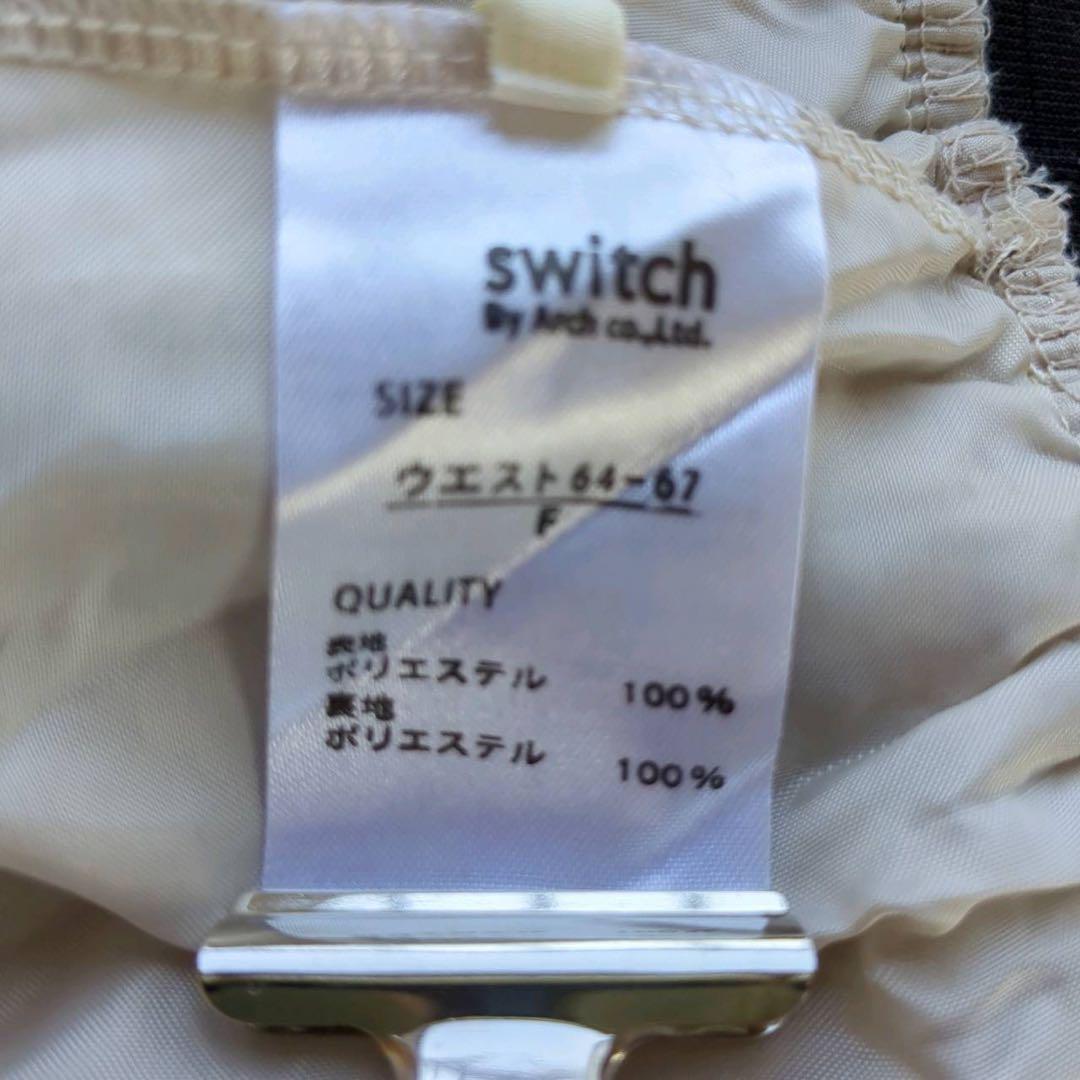 switch
By Arch co.,Ltd.
SIZE
ウエスト64-67
F
QUALITY
表地
ポリエステル 100%
裏地
ポリエステル 100%